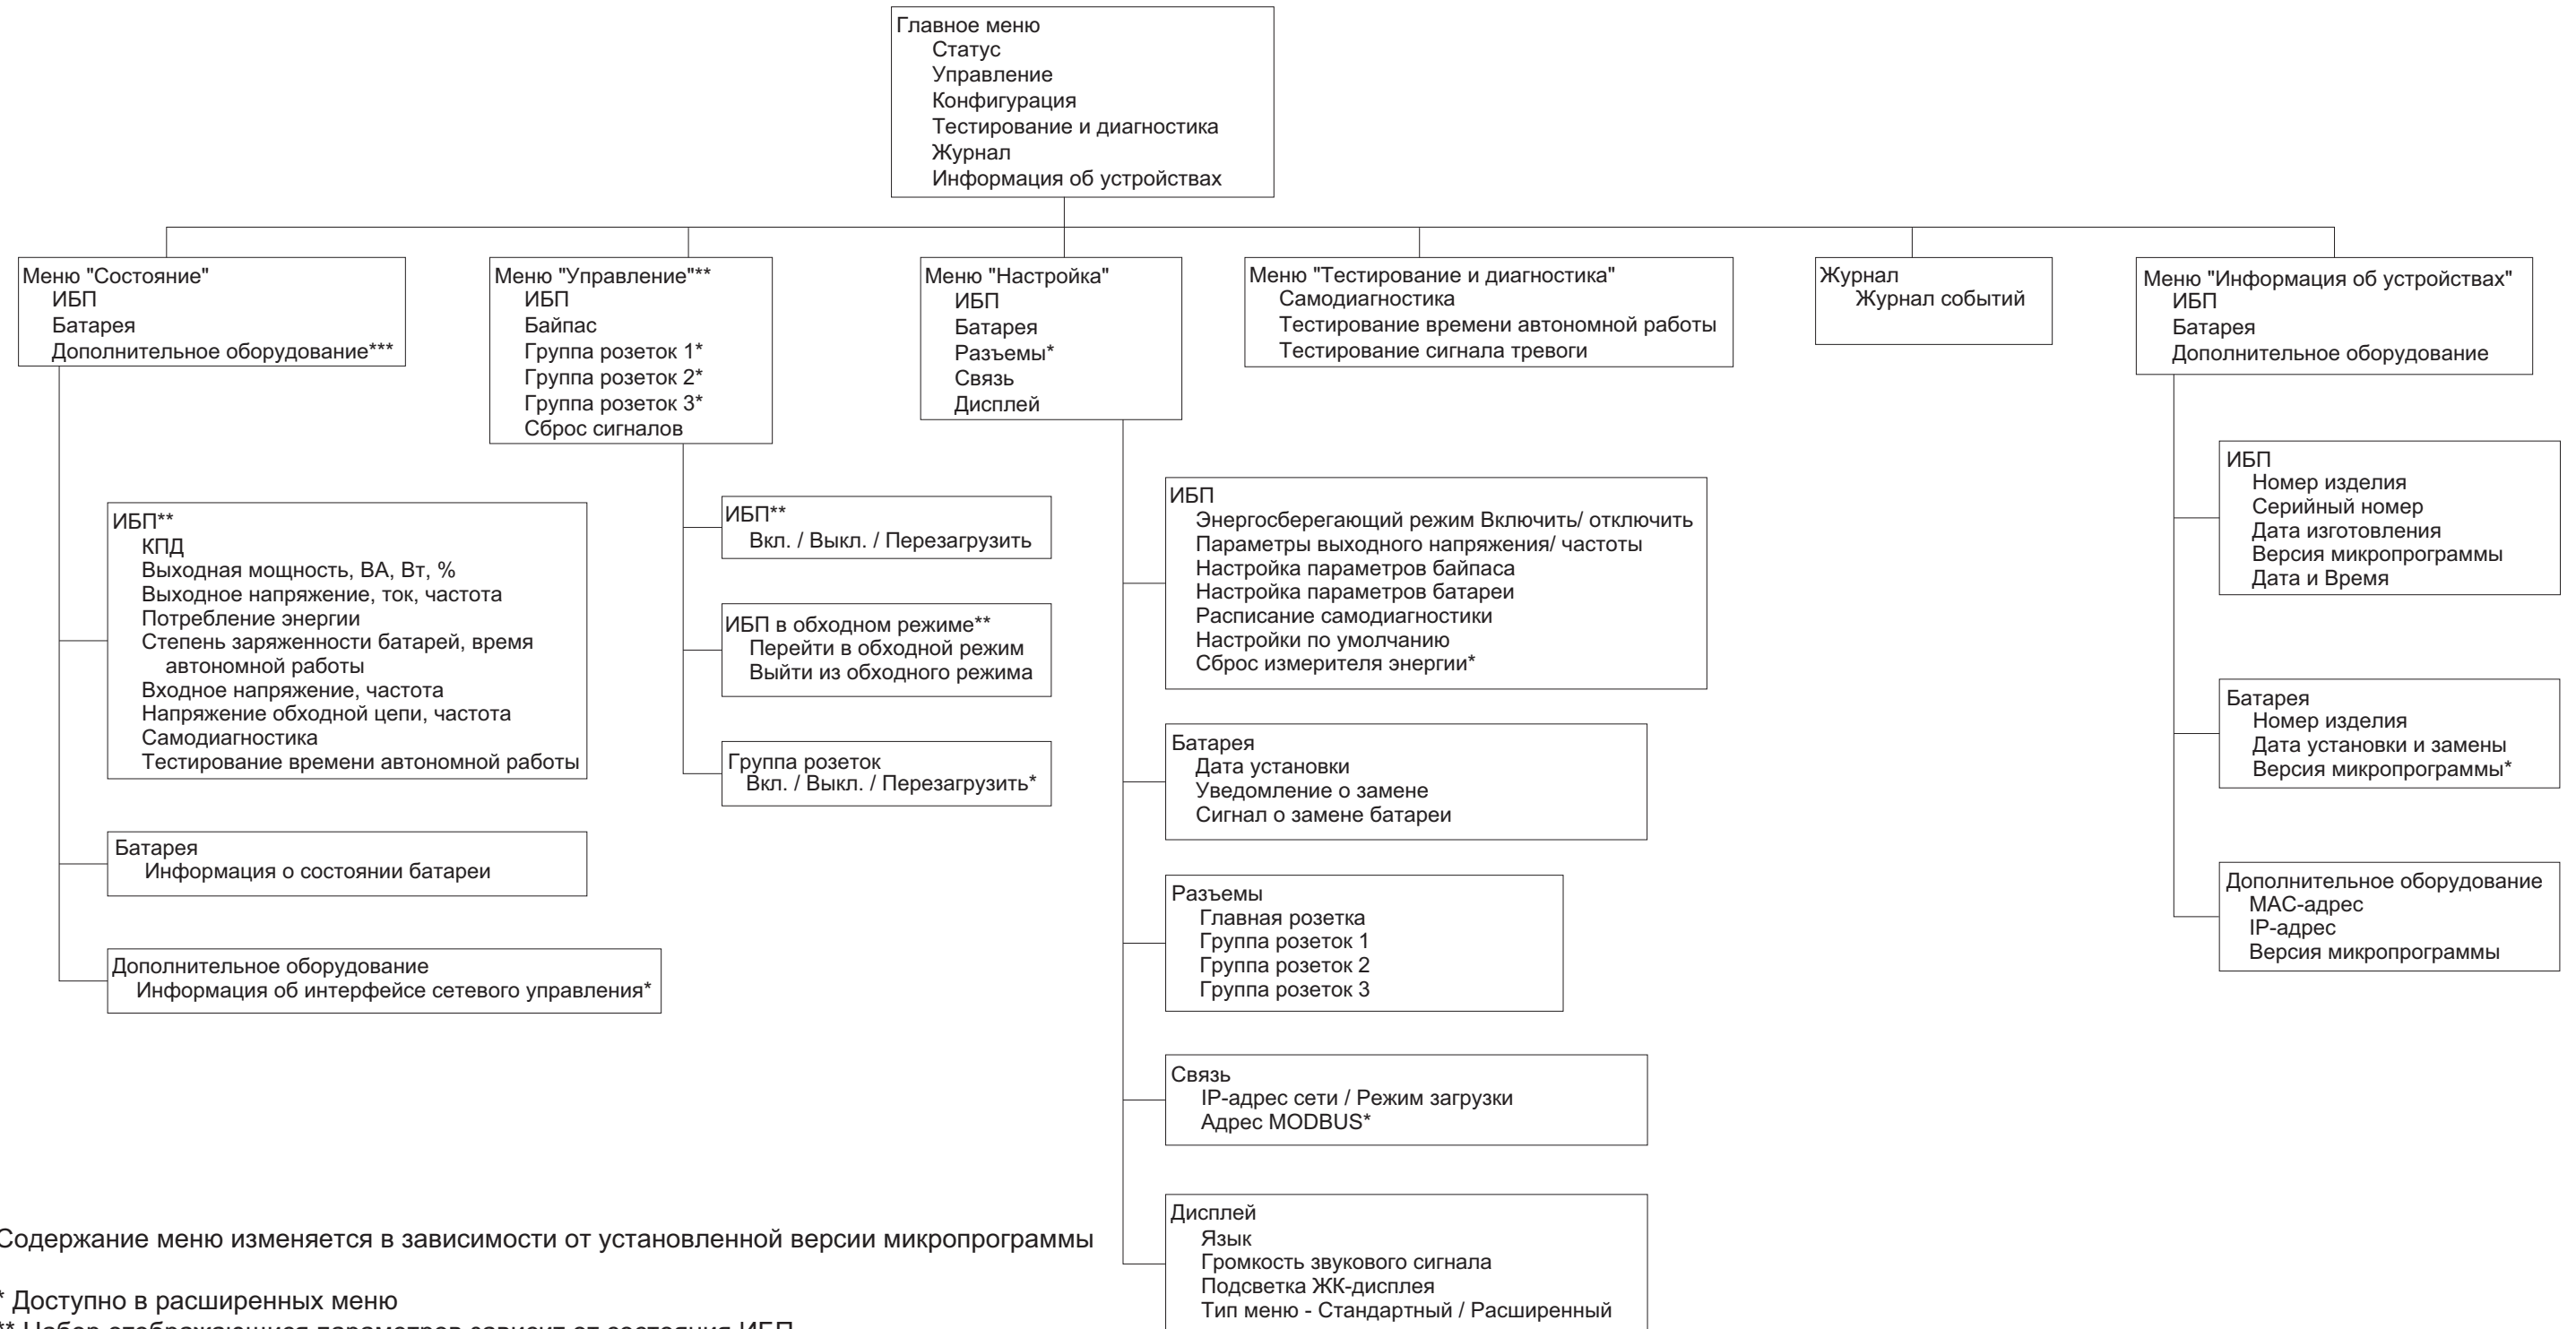 Главное меню
Статус
Управление
Конфигурация
Тестирование и диагностика
Журнал
Информация об устройствах
Меню "Состояние"
ИБП
Батарея
Дополнительное оборудование***
Меню "Управление"**
ИБП
Байпас
Группа розеток 1*
Группа розеток 2*
Группа розеток 3*
Сброс сигналов
Меню "Настройка"
ИБП
Батарея
Разъемы*
Связь
Дисплей
Меню "Тестирование и диагностика"
Самодиагностика
Тестирование времени автономной работы
Тестирование сигнала тревоги
Журнал
Журнал событий
Меню "Информация об устройствах"
ИБП
Батарея
Дополнительное оборудование
ИБП**
КПД
Выходная мощность, ВА, Вт, %
Выходное напряжение, ток, частота
Потребление энергии
Степень заряженности батарей, время
автономной работы
Входное напряжение, частота
Напряжение обходной цепи, частота
Самодиагностика
Тестирование времени автономной работы
Батарея
Информация о состоянии батареи
Дополнительное оборудование
Информация об интерфейсе сетевого управления*
ИБП**
Вкл. / Выкл. / Перезагрузить
ИБП в обходном режиме**
Перейти в обходной режим
Выйти из обходного режима
Группа розеток
Вкл. / Выкл. / Перезагрузить*
ИБП
Энергосберегающий режим Включить/ отключить
Параметры выходного напряжения/ частоты
Настройка параметров байпаса
Настройка параметров батареи
Расписание самодиагностики
Настройки по умолчанию
Сброс измерителя энергии*
Батарея
Дата установки
Уведомление о замене
Сигнал о замене батареи
Разъемы
Главная розетка
Группа розеток 1
Группа розеток 2
Группа розеток 3
Связь
IP-адрес сети / Режим загрузки
Адрес MODBUS*
Дисплей
Язык
Громкость звукового сигнала
Подсветка ЖК-дисплея
Тип меню - Стандартный / Расширенный
ИБП
Номер изделия
Серийный номер
Дата изготовления
Версия микропрограммы
Дата и Время
Батарея
Номер изделия
Дата установки и замены
Версия микропрограммы*
Дополнительное оборудование
MAC-адрес
IP-адрес
Версия микропрограммы
Содержание меню изменяется в зависимости от установленной версии микропрограммы
* Доступно в расширенных меню
** Набор отображающися параметров зависит от состояния ИБП